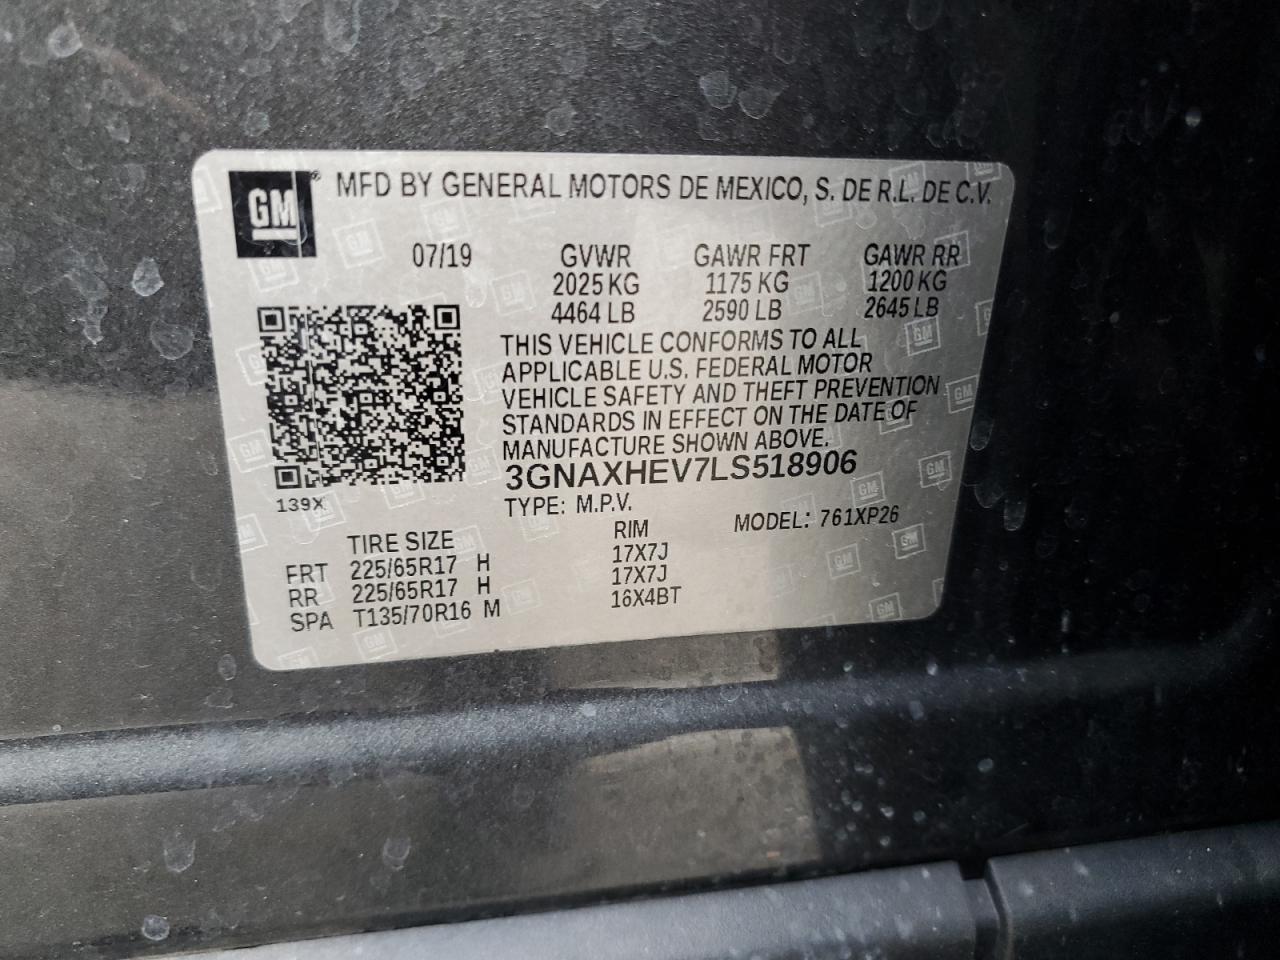 GM® MFD BY GENERAL MOTORS DE MEXICO, S. DE R.L. DE C.V.
07/19 GVWR GAWR FRT GAWR RR
2025 KG 1175 KG 1200 KG
4464 LB 2590 LB 2645 LB
THIS VEHICLE CONFORMS TO ALL
APPLICABLE U.S. FEDERAL MOTOR
VEHICLE SAFETY AND THEFT PREVENTION
STANDARDS IN EFFECT ON THE DATE OF
MANUFACTURE SHOWN ABOVE.
3GNAXHEV7LS518906
139X TYPE: M.P.V. MODEL: 761XP26
TIRE SIZE RIM
FRT 225/65R17 H 17X7J
RR 225/65R17 H 17X7J
SPA T135/70R16 M 16X4BT